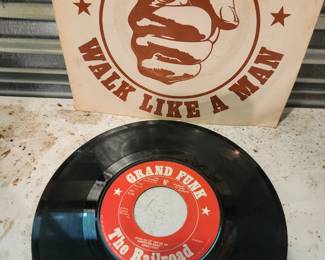 WALK LIKE A MAN
GRAND FUNK
The Railroad